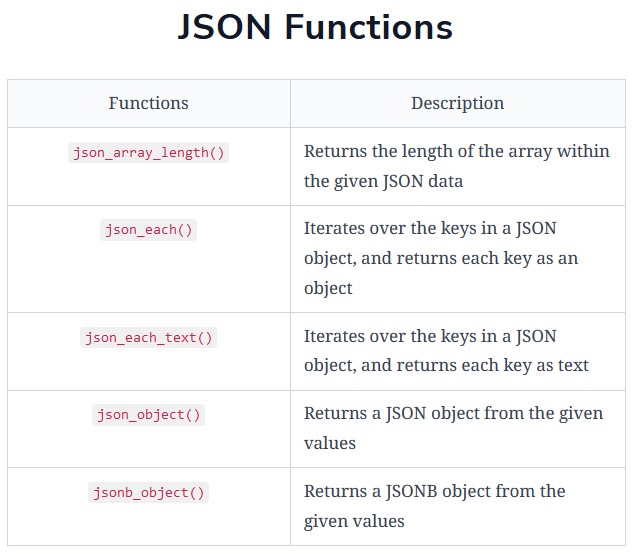 JSON Functions
Functions
Description
json_array_length()
Returns the length of the array within
the given JSON data
json_each()
Iterates over the keys in a JSON
object, and returns each key as an
object
json_each_text()
Iterates over the keys in a JSON
object, and returns each key as text
json_object()
Returns a JSON object from the given
values
jsonb_object()
Returns a JSONB object from the
given values